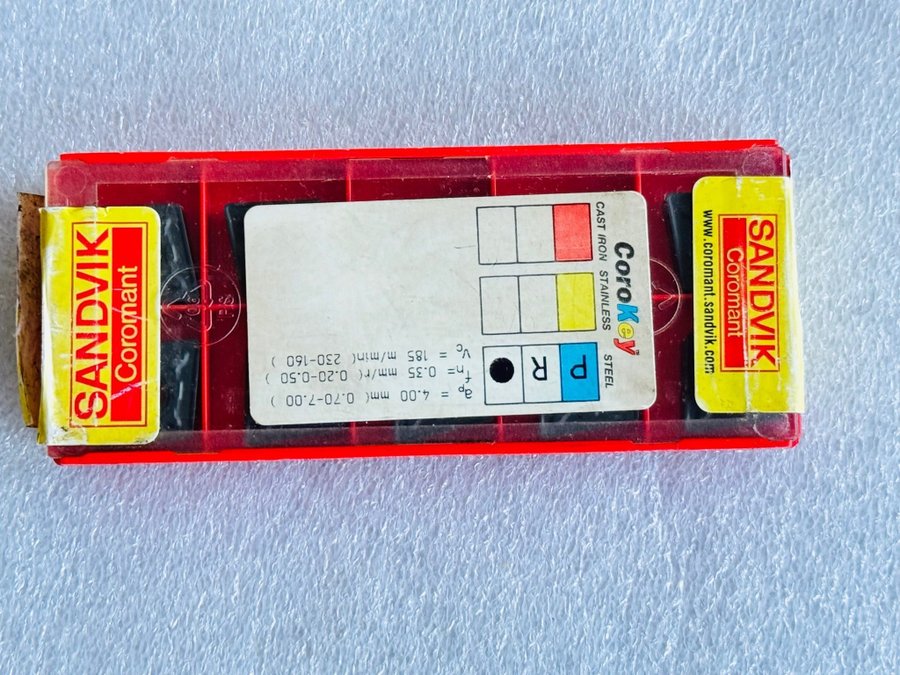 SANDVIK
Coromant
CoroKey
CAST IRON STAINLESS STEEL
P
R
ap = 4.00 mm( 0.70-7.00 )
fn= 0.35 mm/r( 0.20-0.50 )
Vc = 185 m/min( 230-160 )
SANDVIK
Coromant
www.coromant.sandvik.com